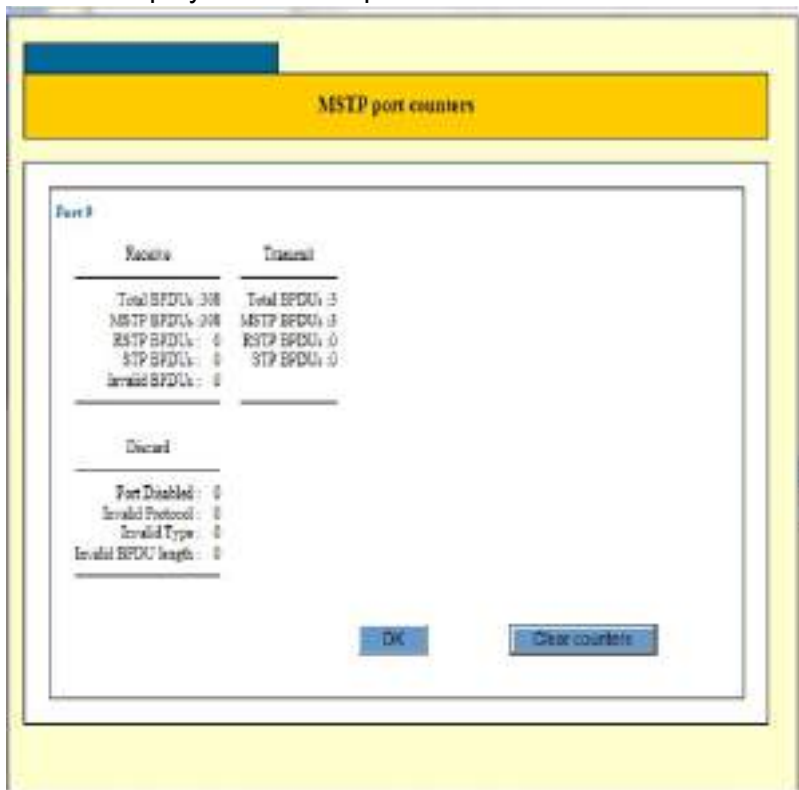 MSTP port counters
Port
Receive
Total BPDUs :308
MSTP BPDUs :308
RSTP BPDUs : 0
STP BPDUs : 0
Invalid BPDUs : 0
Transmit
Total BPDUs :3
MSTP BPDUs :3
RSTP BPDUs :0
STP BPDUs :0
Discard
Port Disabled : 0
Invalid Protocol : 0
Invalid Type : 0
Invalid BPDU length : 0
OK
Clear counters